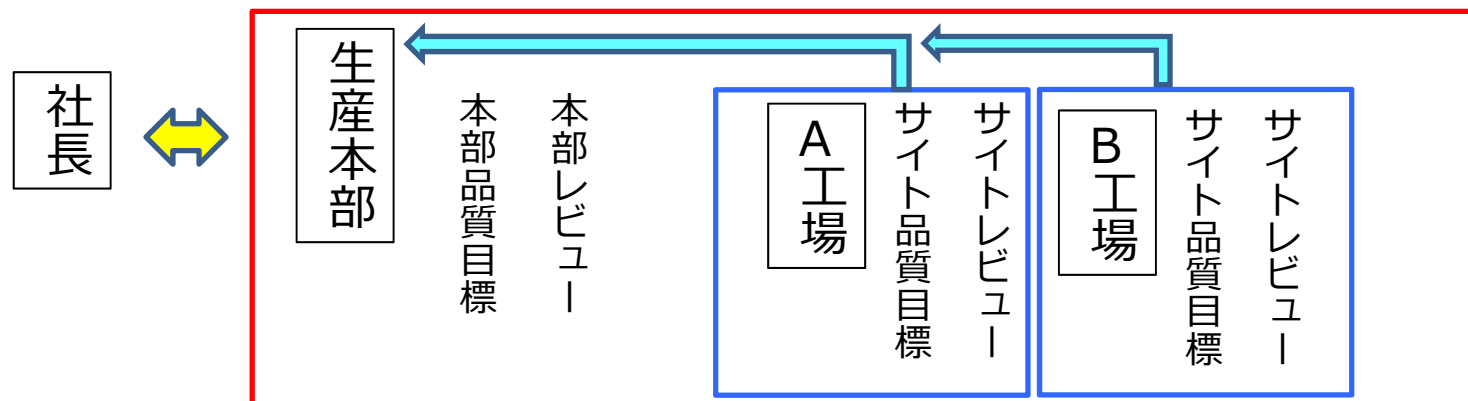 社長
生産本部
本部品質目標
本部レビュー
A工場
サイト品質目標
サイトレビュー
B工場
サイト品質目標
サイトレビュー